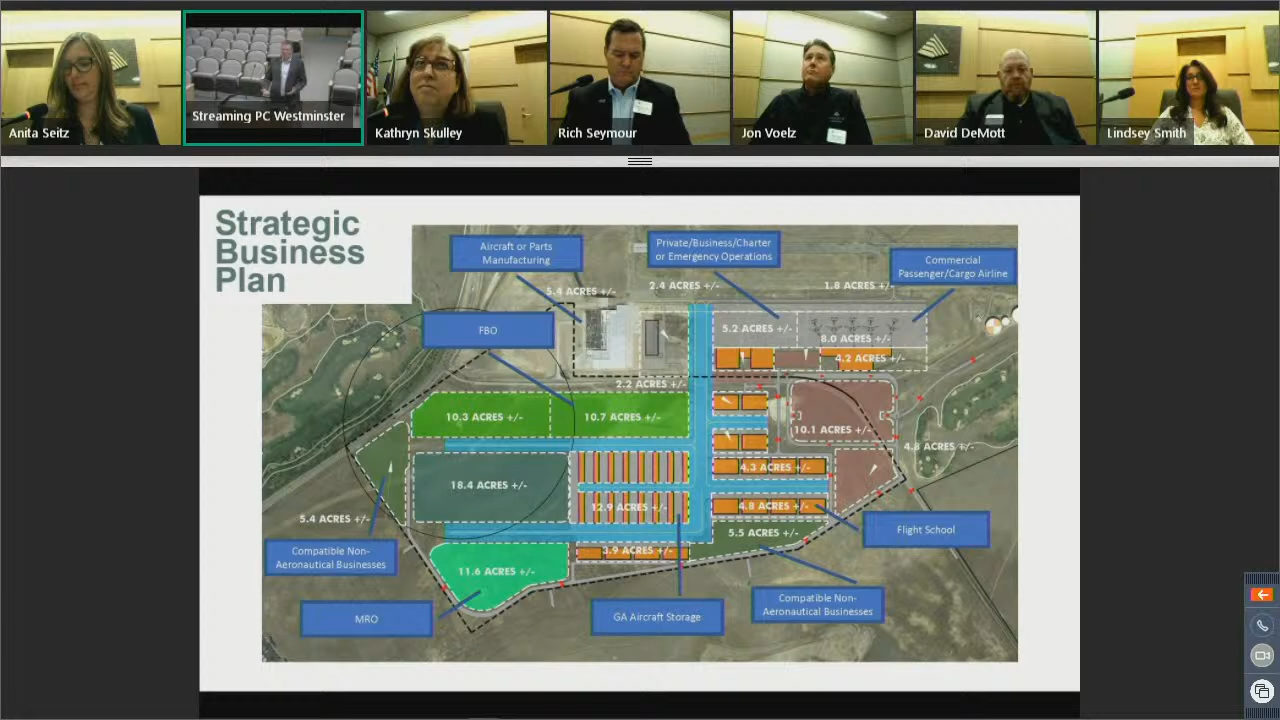 Anita Seitz
Streaming PC Westminster
Kathryn Skulley
Rich Seymour
Jon Voelz
David DeMott
Lindsey Smith
Strategic
Business
Plan
Aircraft or Parts
Manufacturing
Private/Business/Charter
or Emergency Operations
Commercial
Passenger/Cargo Airline
5.4 ACRES +/-
2.4 ACRES +/-
1.8 ACRES +/-
FBO
5.2 ACRES +/-
8.0 ACRES +/-
4.2 ACRES +/-
2.2 ACRES +/-
10.3 ACRES +/-
10.7 ACRES +/-
10.1 ACRES +/-
4.8 ACRES +/-
4.3 ACRES +/-
18.4 ACRES +/-
12.9 ACRES +/-
4.8 ACRES +/-
5.4 ACRES +/-
5.5 ACRES +/-
Flight School
Compatible Non-
Aeronautical Businesses
3.9 ACRES +/-
11.6 ACRES +/-
MRO
GA Aircraft Storage
Compatible Non-
Aeronautical Businesses